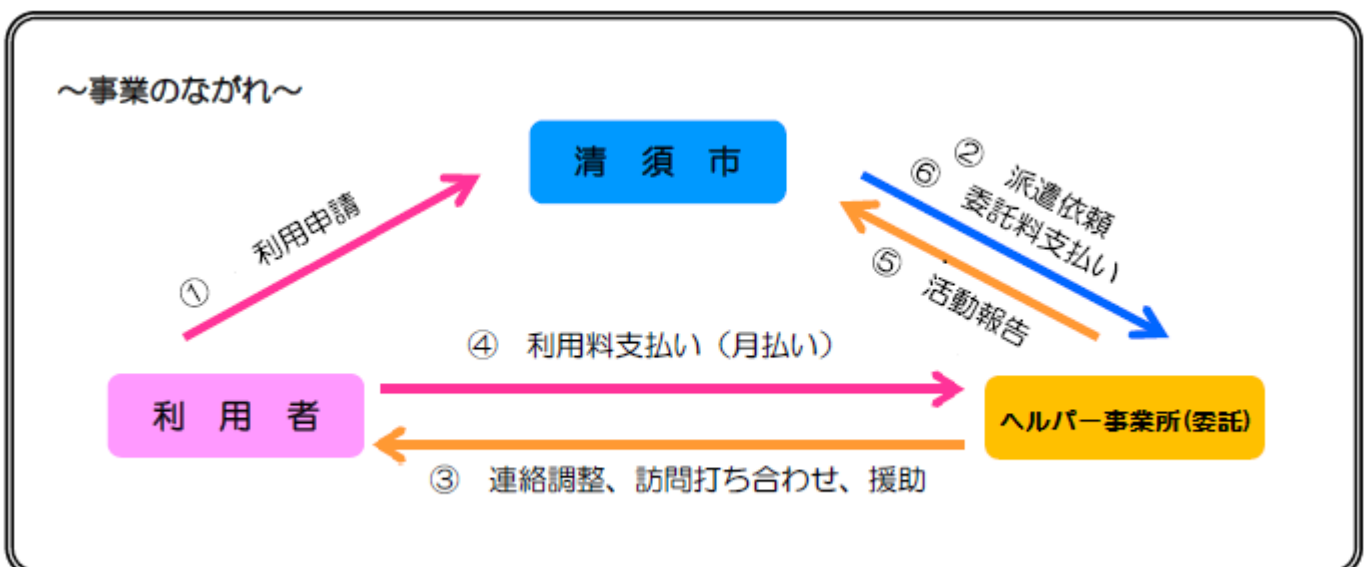 ～事業のながれ～
清 須 市
① 利用申請
② 派遣依頼
⑥ 委託料支払い
⑤ 活動報告
④ 利用料支払い（月払い）
利 用 者
ヘルパー事業所(委託)
③ 連絡調整、訪問打ち合わせ、援助